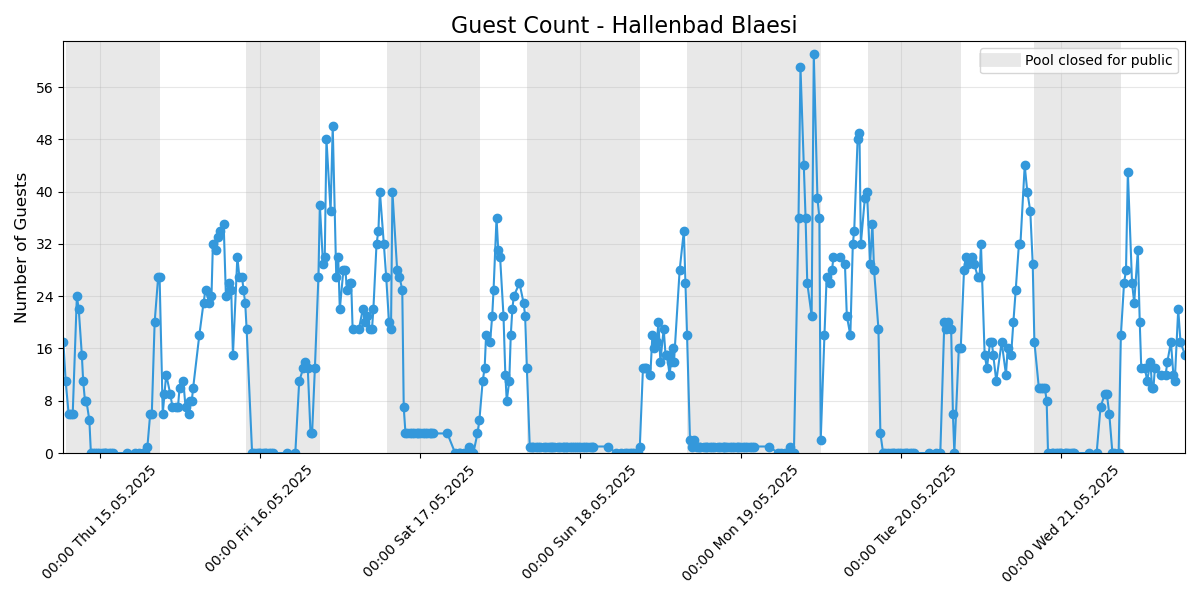 Guest Count - Hallenbad Blaesi
Pool closed for public
Number of Guests
56
48
40
32
24
16
8
0
00:00 Thu 15.05.2025
00:00 Fri 16.05.2025
00:00 Sat 17.05.2025
00:00 Sun 18.05.2025
00:00 Mon 19.05.2025
00:00 Tue 20.05.2025
00:00 Wed 21.05.2025